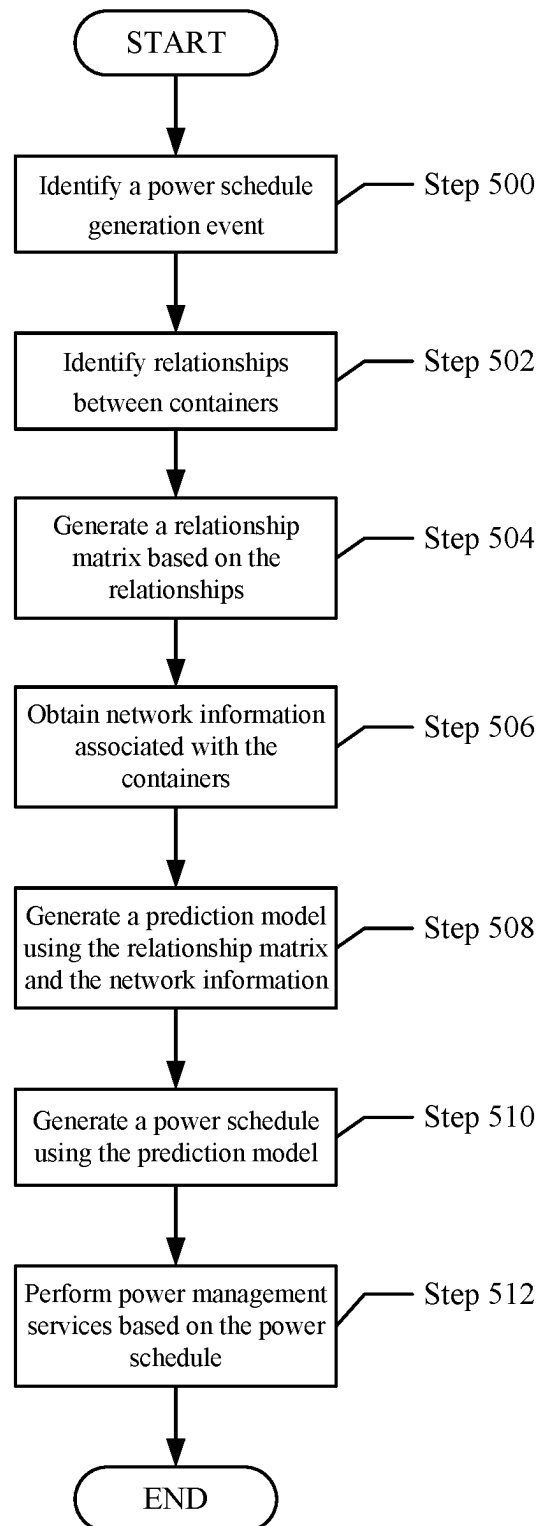 START
Identify a power schedule
generation event
Step 500
Identify relationships
between containers
Step 502
Generate a relationship
matrix based on the
relationships
Step 504
Obtain network information
associated with the
containers
Step 506
Generate a prediction model
using the relationship matrix
and the network information
Step 508
Generate a power schedule
using the prediction model
Step 510
Perform power management
services based on the power
schedule
Step 512
END